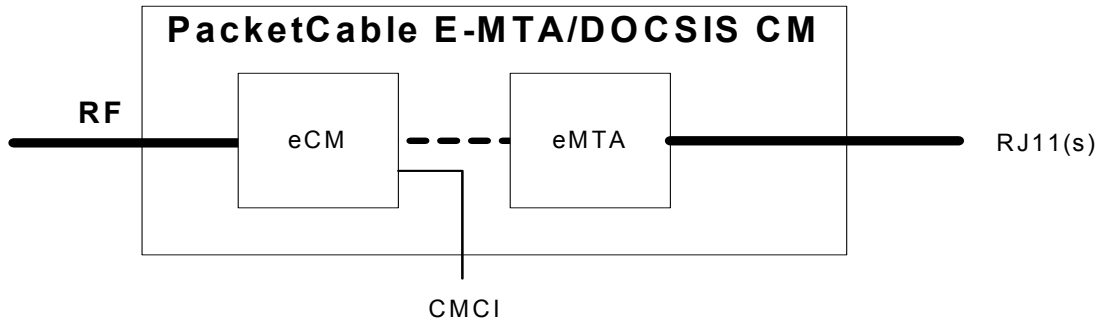 PacketCable E-MTA/DOCSIS CM
RF
eCM
eMTA
RJ11(s)
CMCI